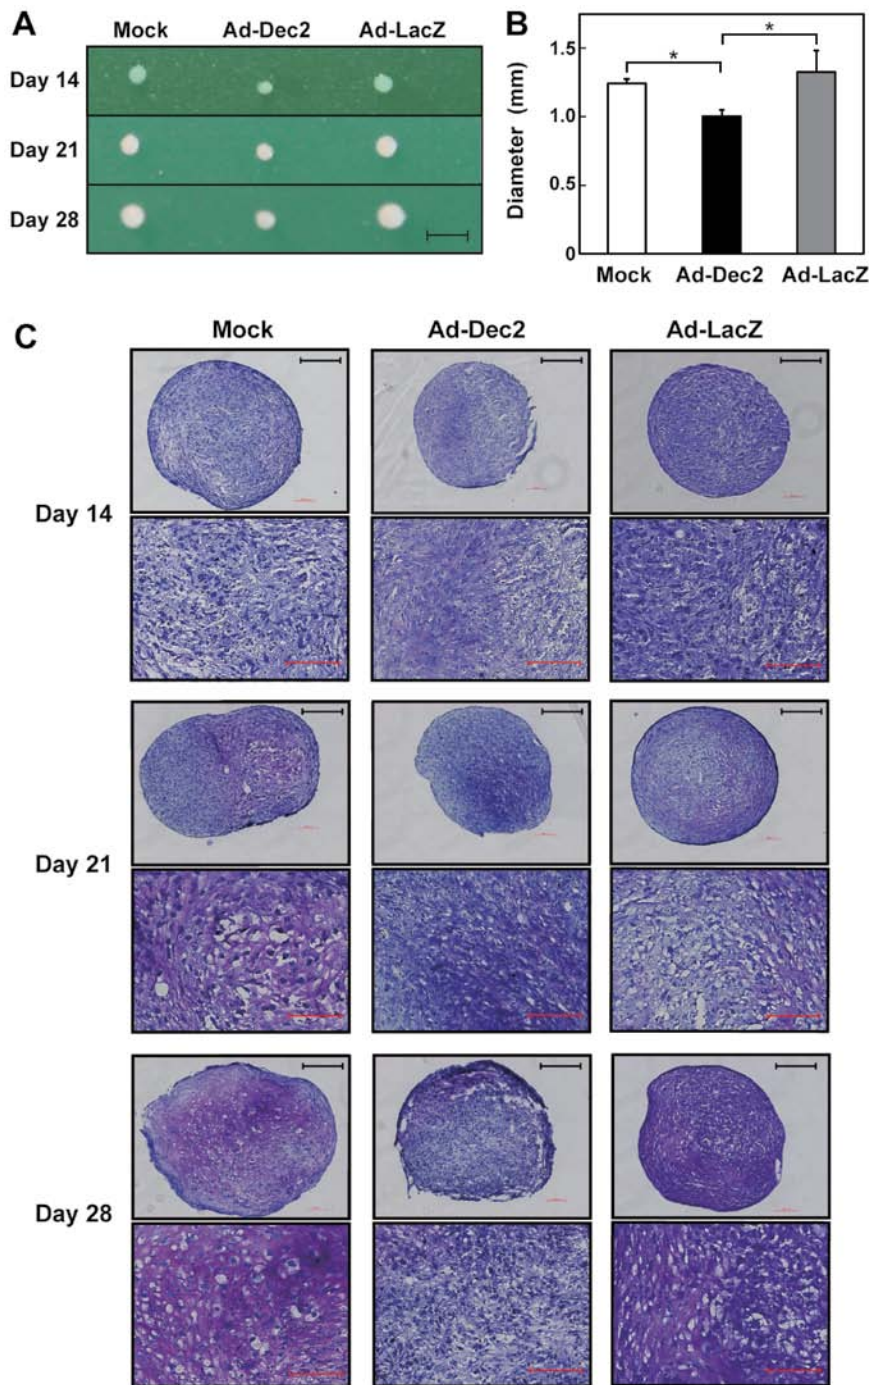 A
Mock Ad-Dec2 Ad-LacZ
Day 14
Day 21
Day 28
B
Diameter (mm)
1.5
1.0
0.5
0
* *
Mock Ad-Dec2 Ad-LacZ
C
Mock Ad-Dec2 Ad-LacZ
Day 14
Day 21
Day 28